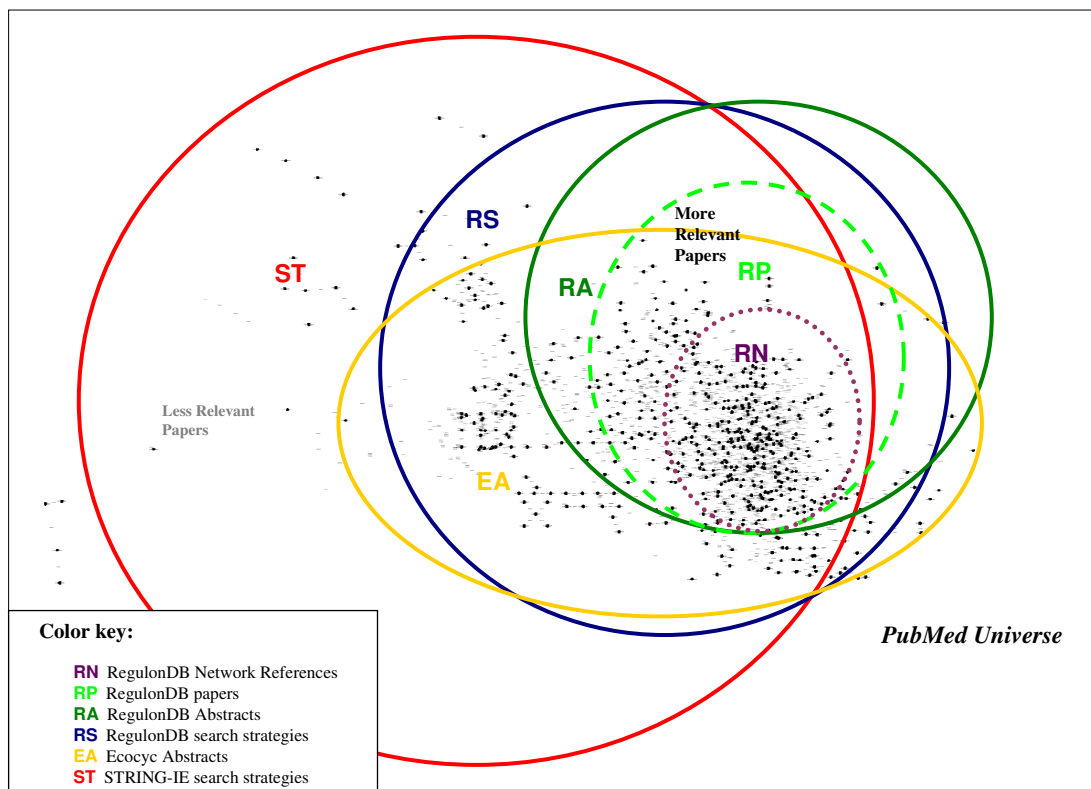 RS
More
Relevant
Papers
ST
RA
RP
RN
Less Relevant
Papers
EA
PubMed Universe
Color key:
RN RegulonDB Network References
RP RegulonDB papers
RA RegulonDB Abstracts
RS RegulonDB search strategies
EA Ecocyc Abstracts
ST STRING-IE search strategies